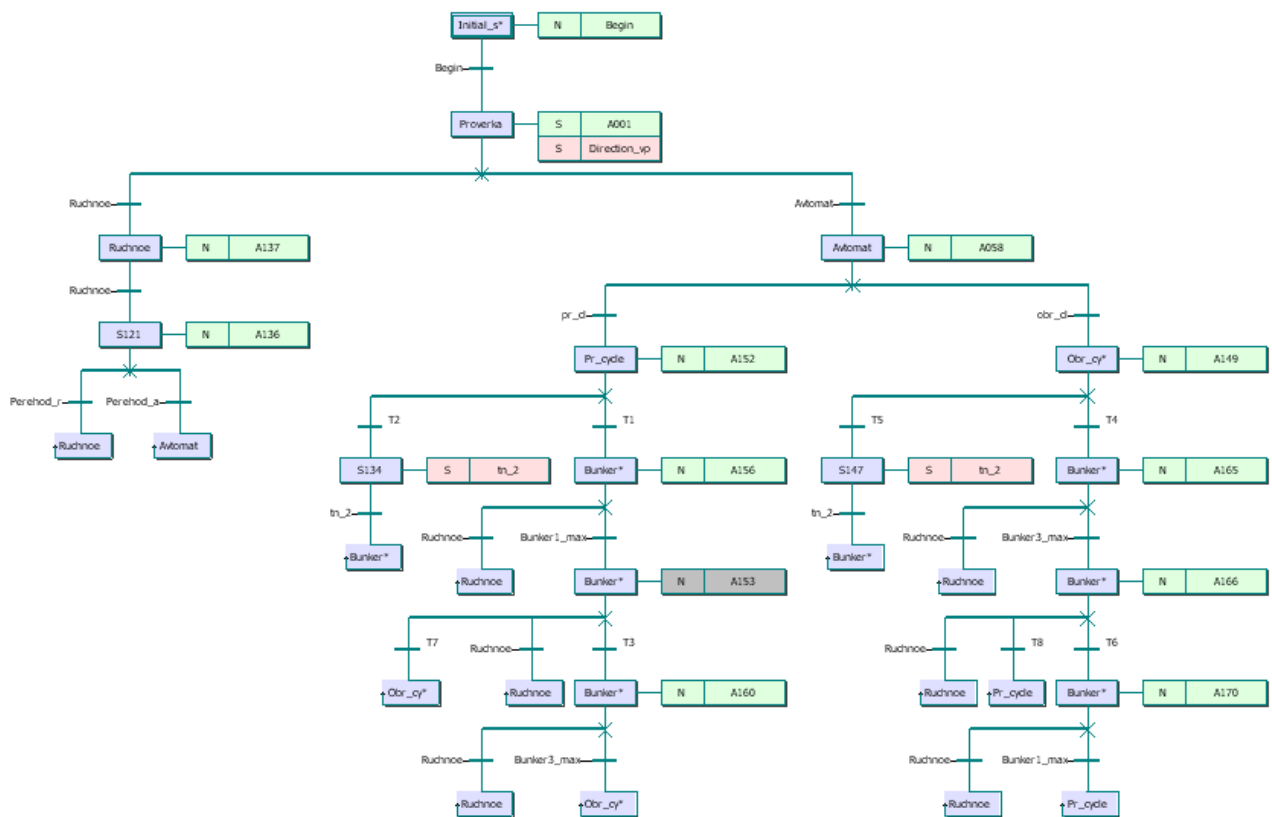 Initial_s* N Begin
Begin
Proverka S A001
S Direction_vp
Ruchnoe Avtomat
Ruchnoe N A137 Avtomat N A058
Ruchnoe
pr_cl obr_cl
S121 N A136
Pr_cycle N A152 Obr_cy* N A149
Perehod_r Perehod_a
T2 T1 T5 T4
Ruchnoe Avtomat
S134 S tn_2 Bunker* N A156 S147 S tn_2 Bunker* N A165
tn_2 tn_2
Ruchnoe Bunker1_max Ruchnoe Bunker3_max
Bunker* Bunker*
Ruchnoe Bunker* N A153 Ruchnoe Bunker* N A166
T7 Ruchnoe T3 Ruchnoe T8 T6
Obr_cy* Ruchnoe Bunker* N A160 Ruchnoe Pr_cycle Bunker* N A170
Ruchnoe Bunker3_max Ruchnoe Bunker1_max
Ruchnoe Obr_cy* Ruchnoe Pr_cycle